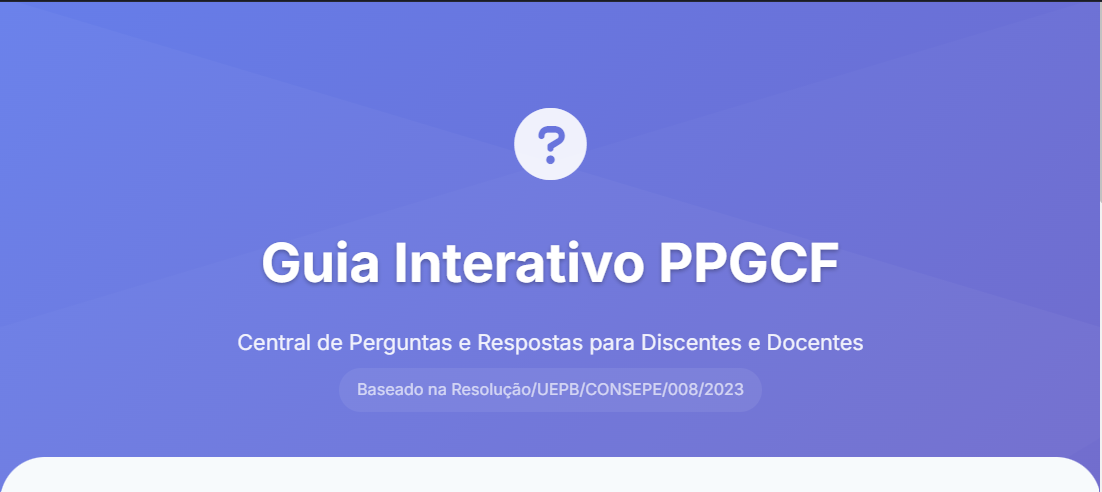 ?
Guia Interativo PPGCF
Central de Perguntas e Respostas para Discentes e Docentes
Baseado na Resolução/UEPB/CONSEPE/008/2023